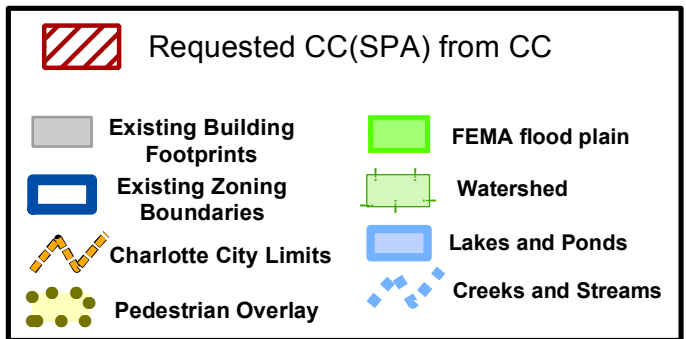 Requested CC(SPA) from CC
Existing Building
Footprints
Existing Zoning
Boundaries
Charlotte City Limits
Pedestrian Overlay
FEMA flood plain
Watershed
Lakes and Ponds
Creeks and Streams